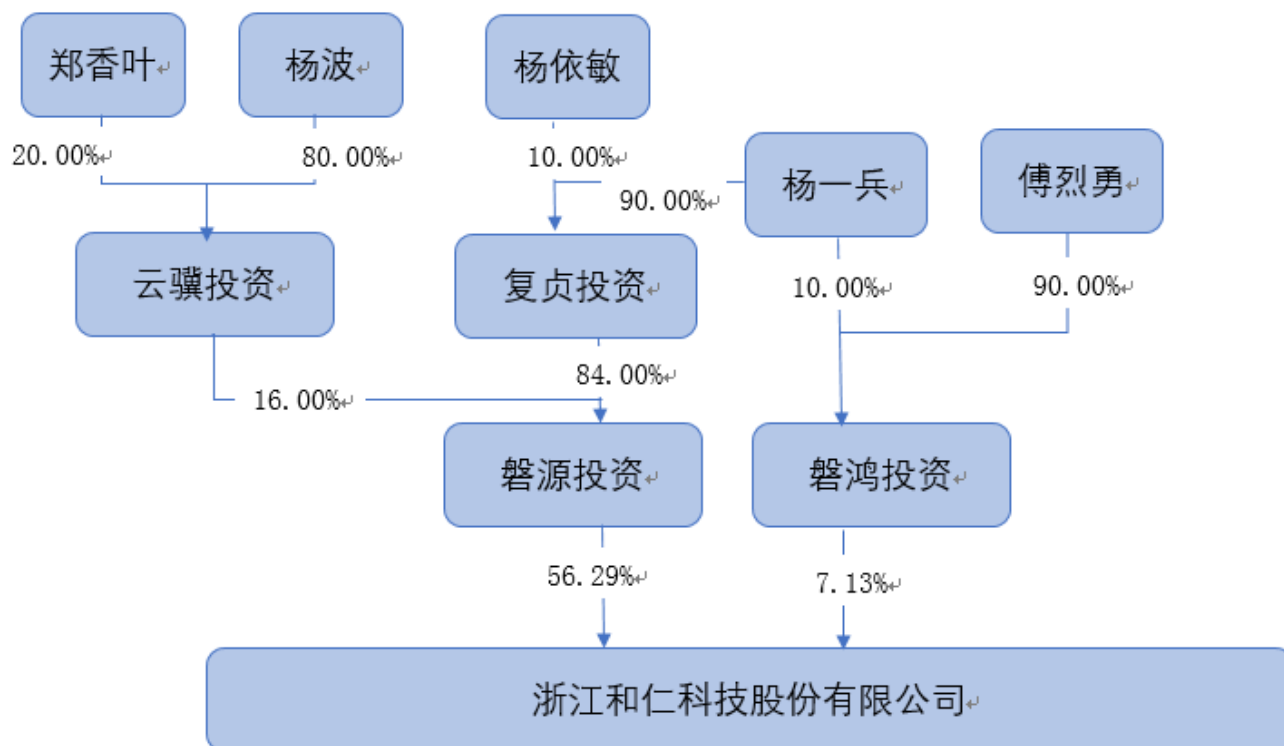 郑香叶
杨波
杨依敏
20.00%
80.00%
10.00%
杨一兵
傅烈勇
90.00%
云骥投资
复贞投资
10.00%
90.00%
84.00%
16.00%
磐源投资
磐鸿投资
56.29%
7.13%
浙江和仁科技股份有限公司